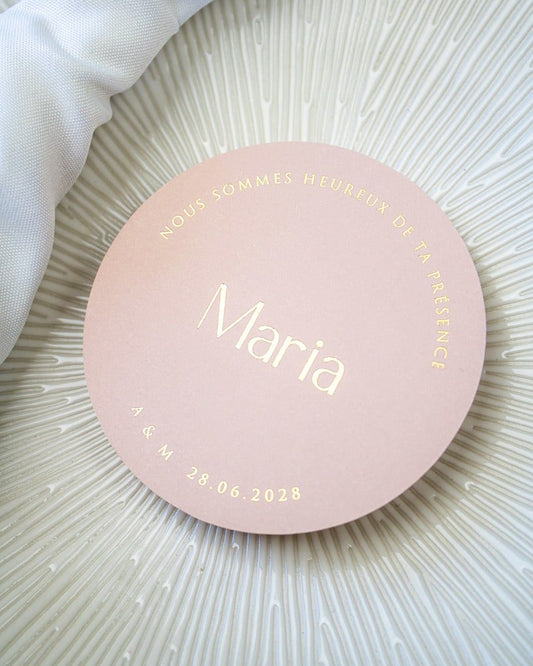 NOUS SOMMES HEUREUX DE TA PRÉSENCE
Maria
A & M 28.06.2028